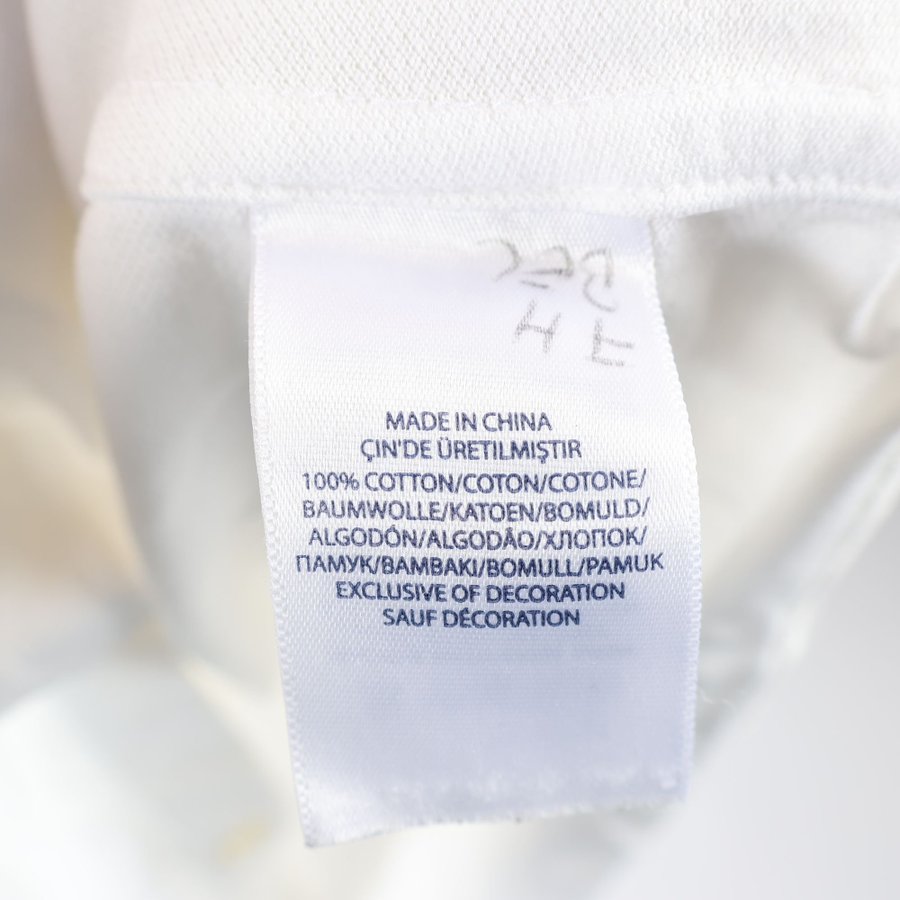 MADE IN CHINA
ÇIN'DE ÜRETILMIŞTIR
100% COTTON/COTON/COTONE/
BAUMWOLLE/KATOEN/BOMULD/
ALGODÓN/ALGODÃO/ХЛОПОК/
ПАМУК/BAMBAKI/BOMULL/PAMUK
EXCLUSIVE OF DECORATION
SAUF DÉCORATION